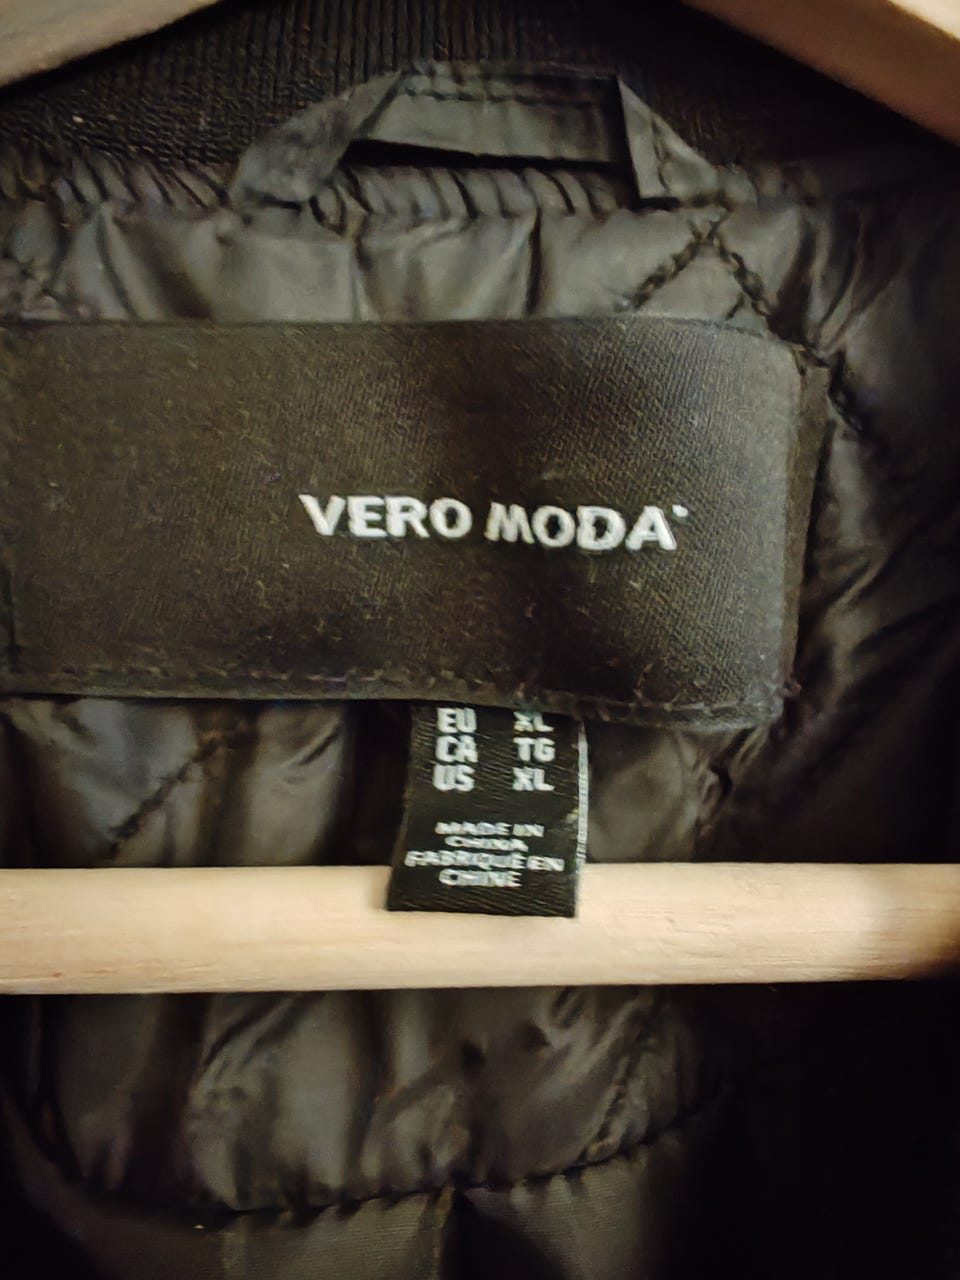 VERO MODA
EU XL
CA TG
US XL
MADE IN
CHINA
FABRIQUÉ EN
CHINE